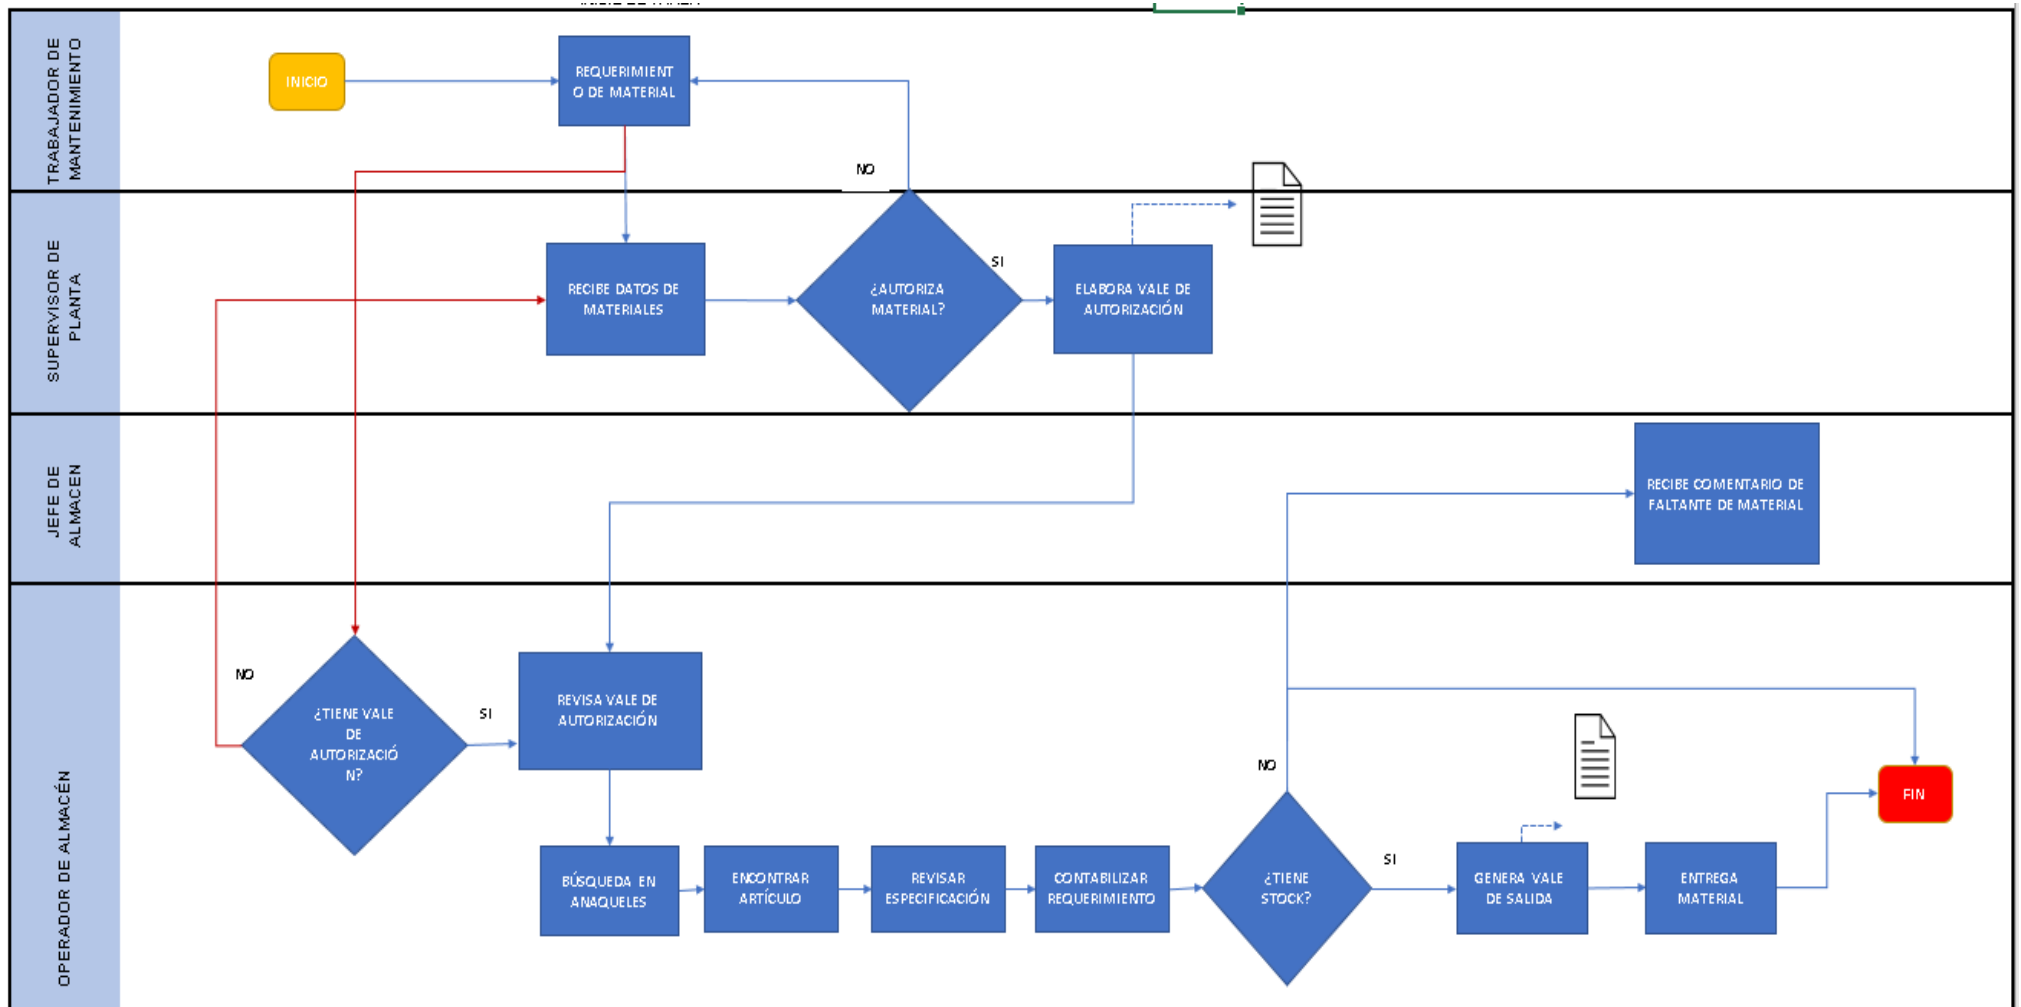 TRABAJADOR DE
MANTENIMIENTO
INICIO
REQUERIMIENT
O DE MATERIAL
NO
SUPERVISOR DE
PLANTA
RECIBE DATOS DE
MATERIALES
¿AUTORIZA
MATERIAL?
SI
ELABORA VALE DE
AUTORIZACIÓN
JEFE DE
ALMACEN
RECIBE COMENTARIO DE
FALTANTE DE MATERIAL
OPERADOR DE ALMACÉN
NO
¿TIENE VALE
DE
AUTORIZACIÓ
N?
SI
REVISA VALE DE
AUTORIZACIÓN
BÚSQUEDA EN
ANAQUELES
ENCONTRAR
ARTÍCULO
REVISAR
ESPECIFICACIÓN
CONTABILIZAR
REQUERIMIENTO
NO
¿TIENE
STOCK?
SI
GENERA VALE
DE SALIDA
ENTREGA
MATERIAL
FIN